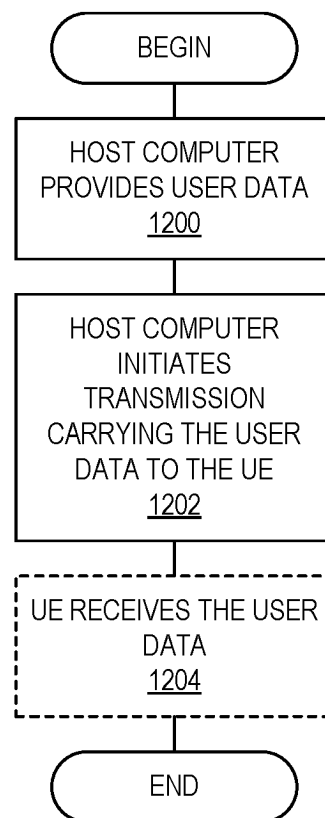 BEGIN
HOST COMPUTER
PROVIDES USER DATA
1200
HOST COMPUTER
INITIATES
TRANSMISSION
CARRYING THE USER
DATA TO THE UE
1202
UE RECEIVES THE USER
DATA
1204
END